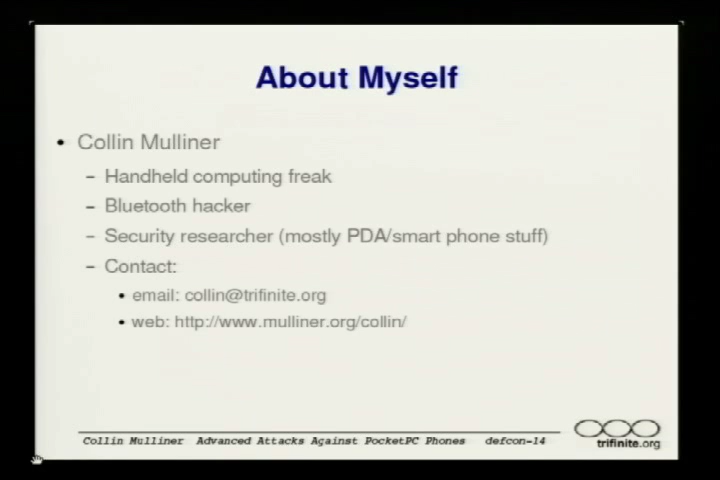 About Myself
• Collin Mulliner
– Handheld computing freak
– Bluetooth hacker
– Security researcher (mostly PDA/smart phone stuff)
– Contact:
• email: collin@trifinite.org
• web: http://www.mulliner.org/collin/
Collin Mulliner Advanced Attacks Against PocketPC Phones defcon-14
trifinite.org